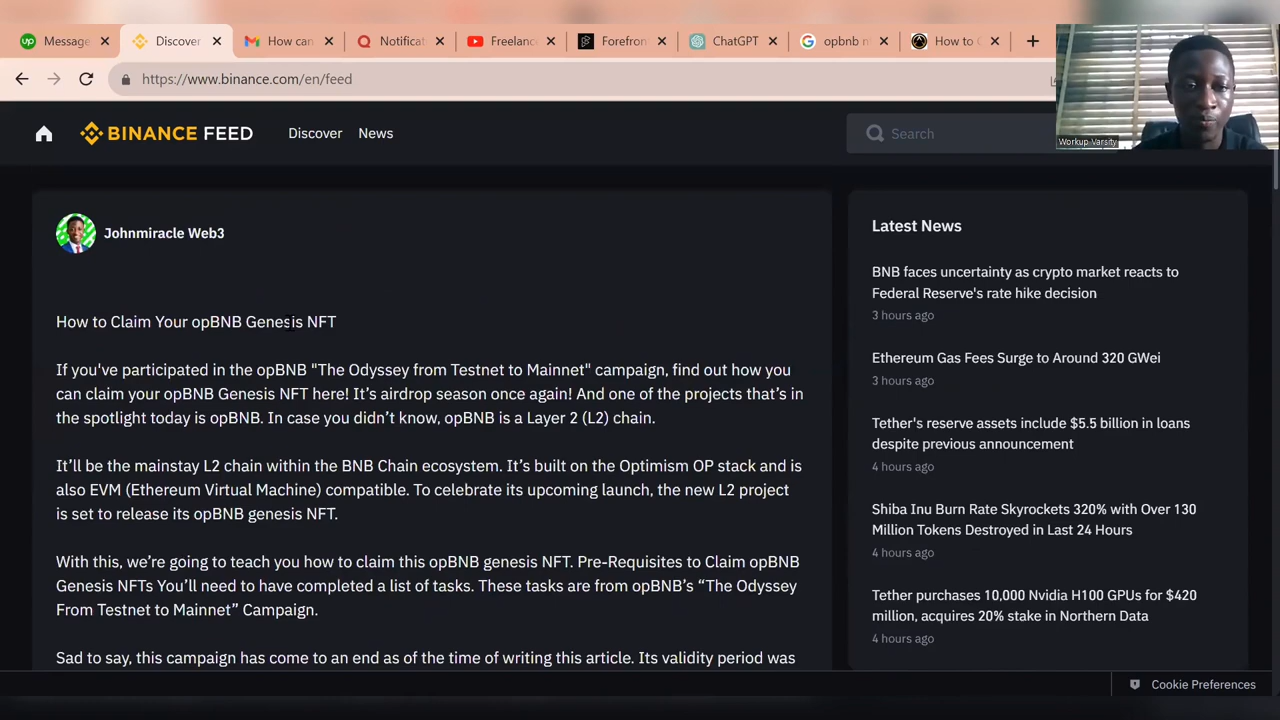 Message
Discover
How can
Notificat
Freelanc
Forefron
ChatGPT
opbnb n
How to C
https://www.binance.com/en/feed
Workup Varsity
BINANCE FEED
Discover
News
Search
Johnmiracle Web3
How to Claim Your opBNB Genesis NFT
If you've participated in the opBNB "The Odyssey from Testnet to Mainnet" campaign, find out how you
can claim your opBNB Genesis NFT here! It’s airdrop season once again! And one of the projects that’s in
the spotlight today is opBNB. In case you didn’t know, opBNB is a Layer 2 (L2) chain.
It’ll be the mainstay L2 chain within the BNB Chain ecosystem. It’s built on the Optimism OP stack and is
also EVM (Ethereum Virtual Machine) compatible. To celebrate its upcoming launch, the new L2 project
is set to release its opBNB genesis NFT.
With this, we’re going to teach you how to claim this opBNB genesis NFT. Pre-Requisites to Claim opBNB
Genesis NFTs You’ll need to have completed a list of tasks. These tasks are from opBNB’s “The Odyssey
From Testnet to Mainnet” Campaign.
Sad to say, this campaign has come to an end as of the time of writing this article. Its validity period was
Latest News
BNB faces uncertainty as crypto market reacts to
Federal Reserve's rate hike decision
3 hours ago
Ethereum Gas Fees Surge to Around 320 GWei
3 hours ago
Tether's reserve assets include $5.5 billion in loans
despite previous announcement
4 hours ago
Shiba Inu Burn Rate Skyrockets 320% with Over 130
Million Tokens Destroyed in Last 24 Hours
4 hours ago
Tether purchases 10,000 Nvidia H100 GPUs for $420
million, acquires 20% stake in Northern Data
4 hours ago
Cookie Preferences